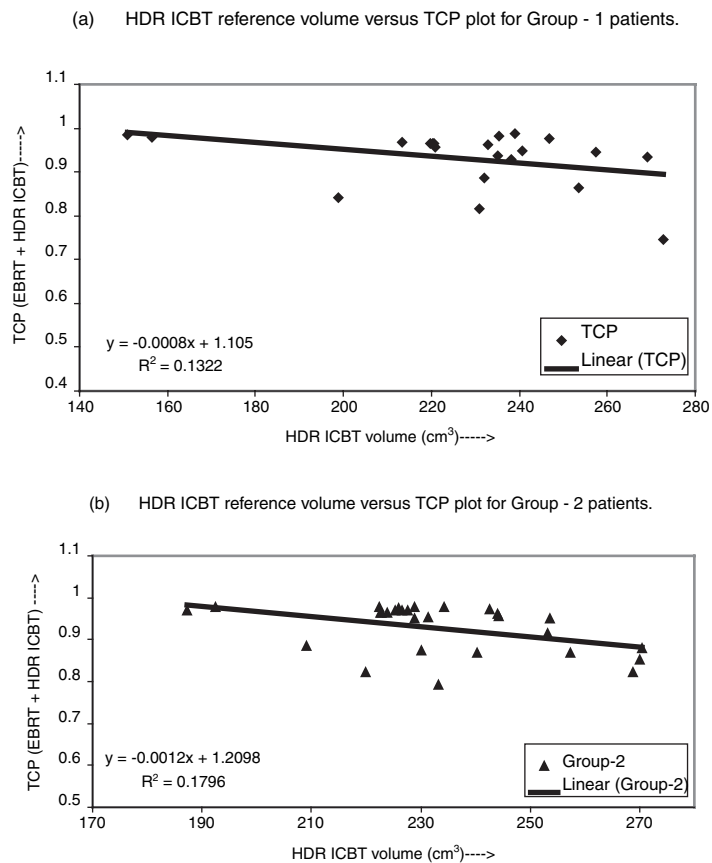 (a) HDR ICBT reference volume versus TCP plot for Group - 1 patients.
1.1
1
0.9
0.8
0.7
0.6
0.5
0.4
TCP (EBRT + HDR ICBT)----->
y = -0.0008x + 1.105
R² = 0.1322
TCP
Linear (TCP)
140 160 180 200 220 240 260 280
HDR ICBT volume (cm³)----->
(b) HDR ICBT reference volume versus TCP plot for Group - 2 patients.
1.1
1
0.9
0.8
0.7
0.6
0.5
TCP (EBRT + HDR ICBT) ---->
y = -0.0012x + 1.2098
R² = 0.1796
Group-2
Linear (Group-2)
170 190 210 230 250 270
HDR ICBT volume (cm³)---->